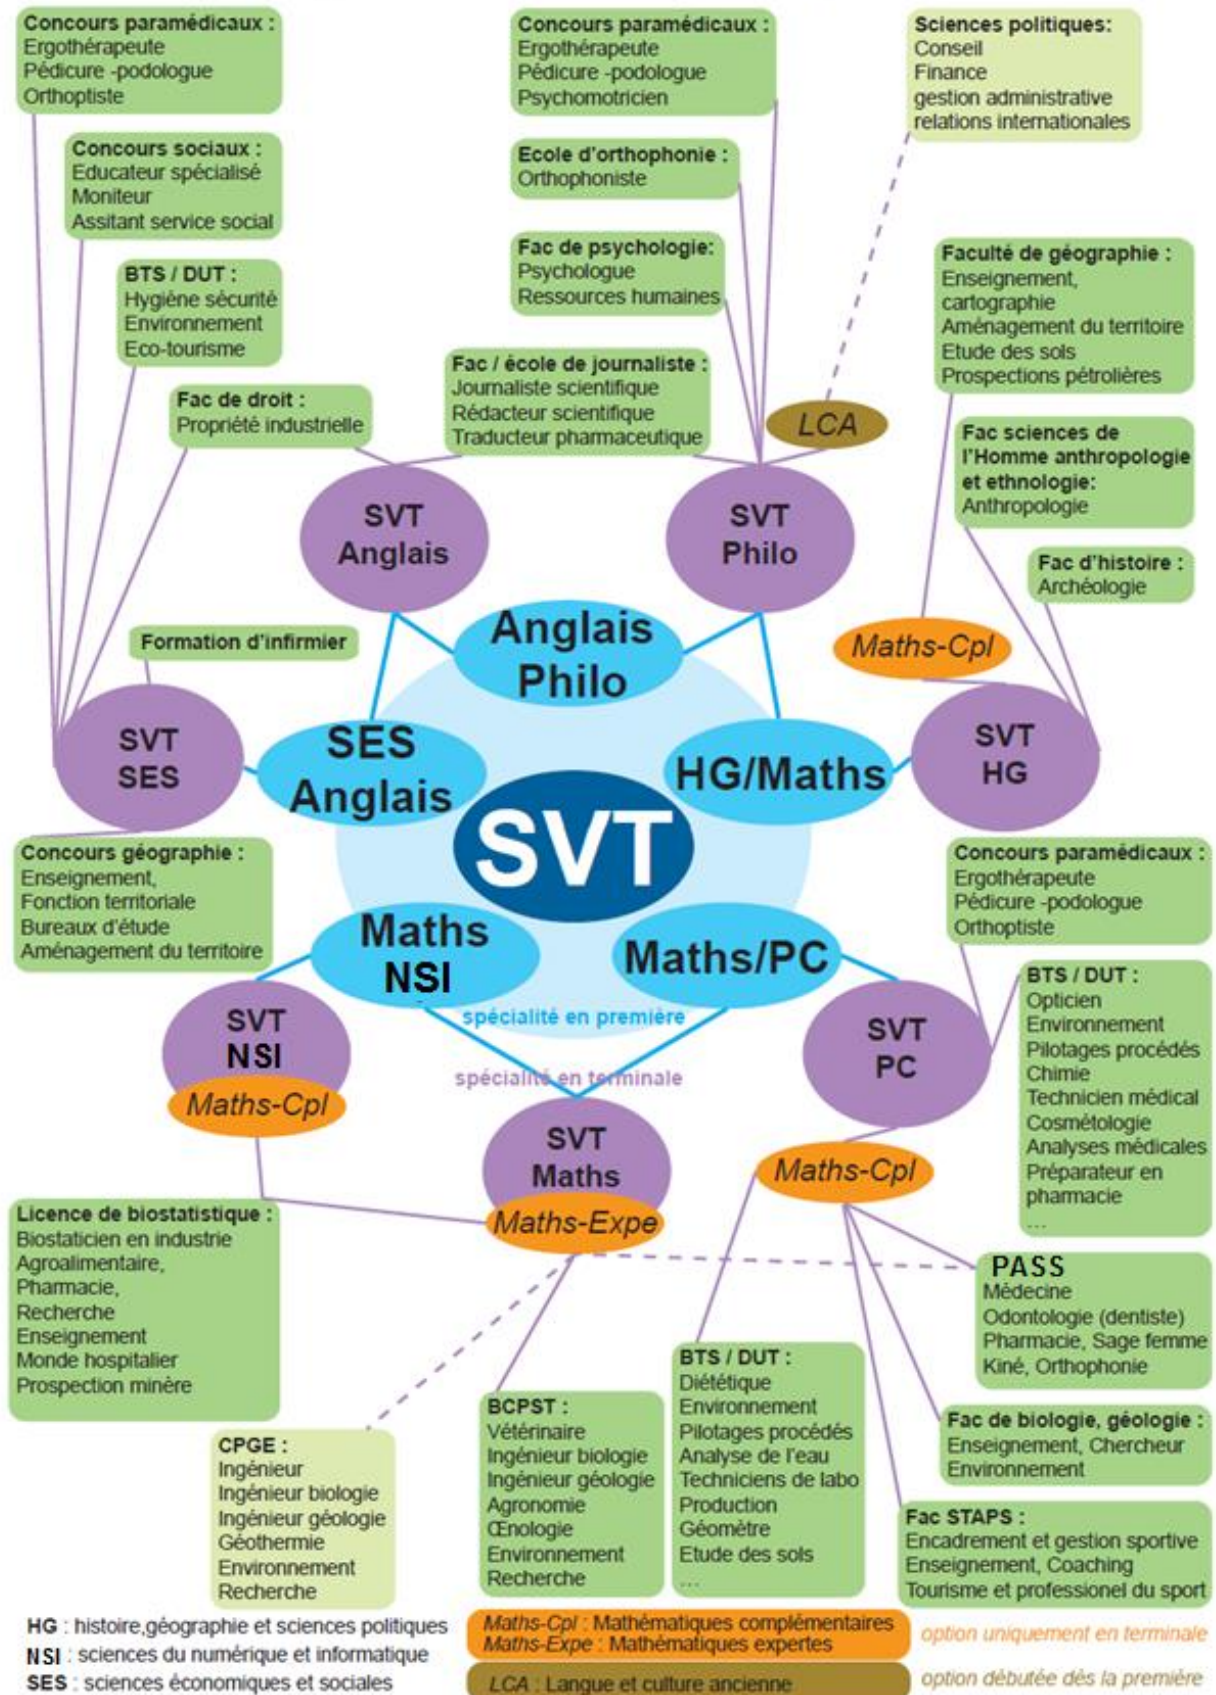 Concours paramédicaux :
Ergothérapeute
Pédicure -podologue
Orthoptiste
Concours sociaux :
Educateur spécialisé
Moniteur
Assitant service social
BTS / DUT :
Hygiène sécurité
Environnement
Eco-tourisme
Fac de droit :
Propriété industrielle
Concours paramédicaux :
Ergothérapeute
Pédicure -podologue
Psychomotricien
Ecole d'orthophonie :
Orthophoniste
Fac de psychologie:
Psychologue
Ressources humaines
Fac / école de journaliste :
Journaliste scientifique
Rédacteur scientifique
Traducteur pharmaceutique
Sciences politiques:
Conseil
Finance
gestion administrative
relations internationales
LCA
Faculté de géographie :
Enseignement,
cartographie
Aménagement du territoire
Etude des sols
Prospections pétrolières
Fac sciences de
l'Homme anthropologie
et ethnologie:
Anthropologie
Fac d'histoire :
Archéologie
SVT
Anglais
SVT
Philo
Formation d'infirmier
Anglais
Philo
Maths-Cpl
SVT
SES
SES
Anglais
HG/Maths
SVT
HG
SVT
Concours géographie :
Enseignement,
Fonction territoriale
Bureaux d'étude
Aménagement du territoire
Maths
NSI
Maths/PC
Concours paramédicaux :
Ergothérapeute
Pédicure -podologue
Orthoptiste
SVT
NSI
Maths-Cpl
spécialité en première
spécialité en terminale
SVT
PC
Maths-Cpl
BTS / DUT :
Opticien
Environnement
Pilotages procédés
Chimie
Technicien médical
Cosmétologie
Analyses médicales
Préparateur en
pharmacie
...
SVT
Maths
Maths-Expe
Licence de biostatistique :
Biostaticien en industrie
Agroalimentaire,
Pharmacie,
Recherche
Enseignement
Monde hospitalier
Prospection minère
PASS
Médecine
Odontologie (dentiste)
Pharmacie, Sage femme
Kiné, Orthophonie
CPGE :
Ingénieur
Ingénieur biologie
Ingénieur géologie
Géothermie
Environnement
Recherche
BCPST :
Vétérinaire
Ingénieur biologie
Ingénieur géologie
Agronomie
Œnologie
Environnement
Recherche
BTS / DUT :
Diététique
Environnement
Pilotages procédés
Analyse de l'eau
Techniciens de labo
Production
Géomètre
Etude des sols
...
Fac de biologie, géologie :
Enseignement, Chercheur
Environnement
Fac STAPS :
Encadrement et gestion sportive
Enseignement, Coaching
Tourisme et professionel du sport
HG : histoire,géographie et sciences politiques
NSI : sciences du numérique et informatique
SES : sciences économiques et sociales
Maths-Cpl : Mathématiques complémentaires
Maths-Expe : Mathématiques expertes
option uniquement en terminale
LCA : Langue et culture ancienne
option débutée dès la première